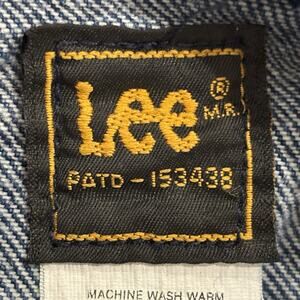 Lee ®
M.R.
PATD - 153438
MACHINE WASH WARM